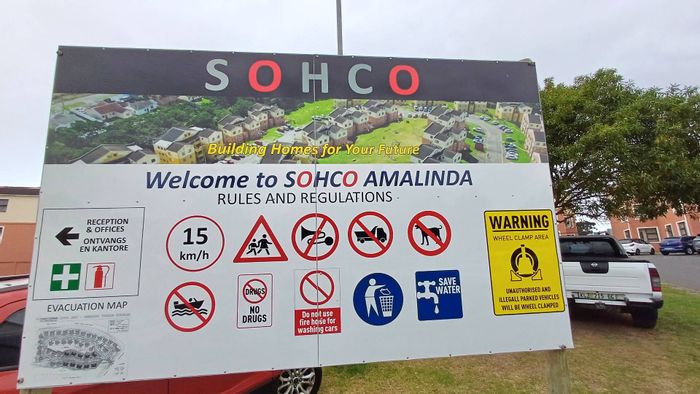 SOHCO
Building Homes for Your Future
Welcome to SOHCO AMALINDA
RULES AND REGULATIONS
RECEPTION
& OFFICES
ONTVANGS
EN KANTORE
EVACUATION MAP
15
km/h
DRUGS
NO
DRUGS
Do not use
fire hose for
washing cars
SAVE
WATER
WARNING
WHEEL CLAMP AREA
UNAUTHORISED AND
ILLEGALLY PARKED VEHICLES
WILL BE WHEEL CLAMPED